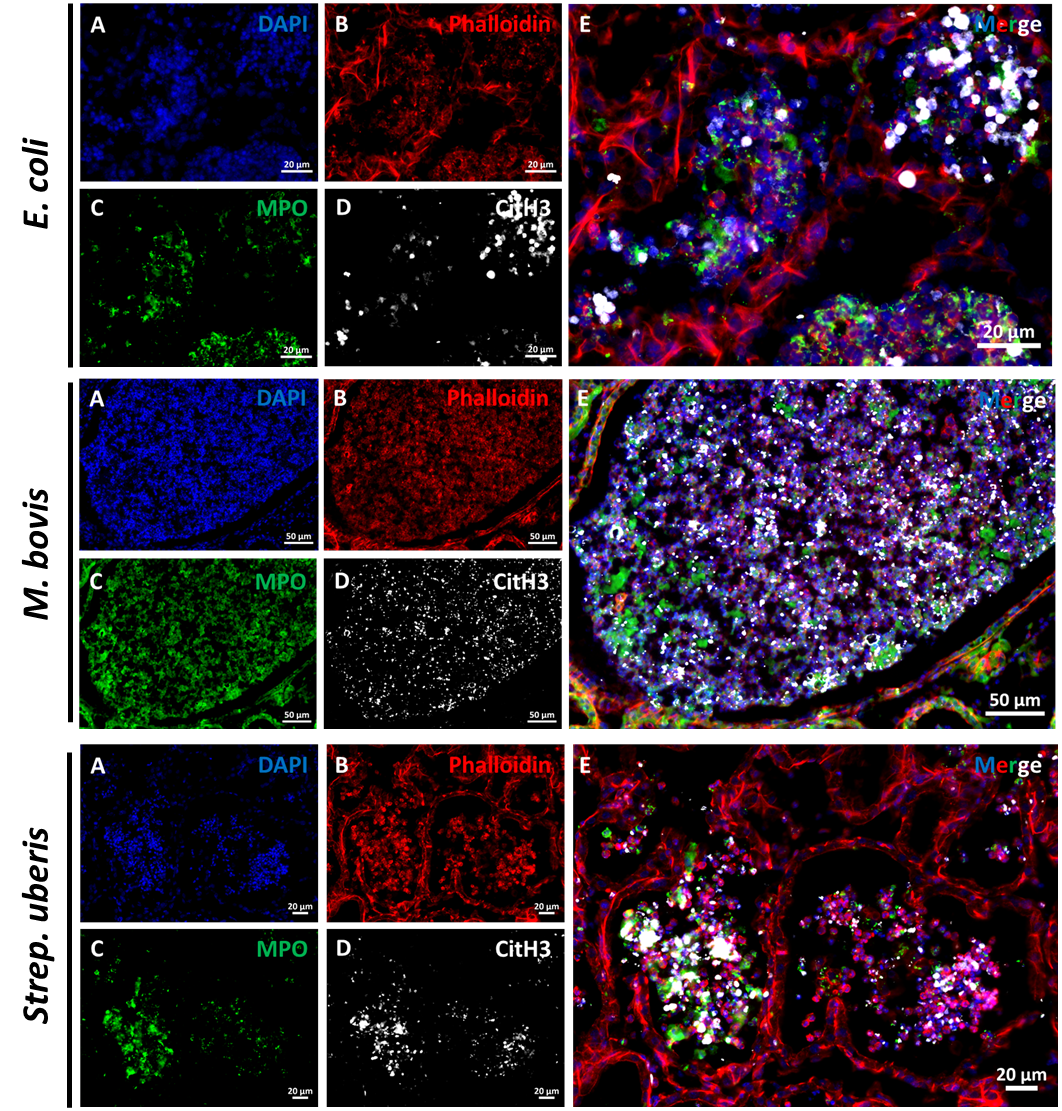 E. coli
A DAPI
20 µm
B Phalloidin
20 µm
E Merge
20 µm
C MPO
20 µm
D CitH3
20 µm
M. bovis
A DAPI
50 µm
B Phalloidin
50 µm
E Merge
50 µm
C MPO
50 µm
D CitH3
50 µm
Strep. uberis
A DAPI
20 µm
B Phalloidin
20 µm
E Merge
20 µm
C MPO
20 µm
D CitH3
20 µm